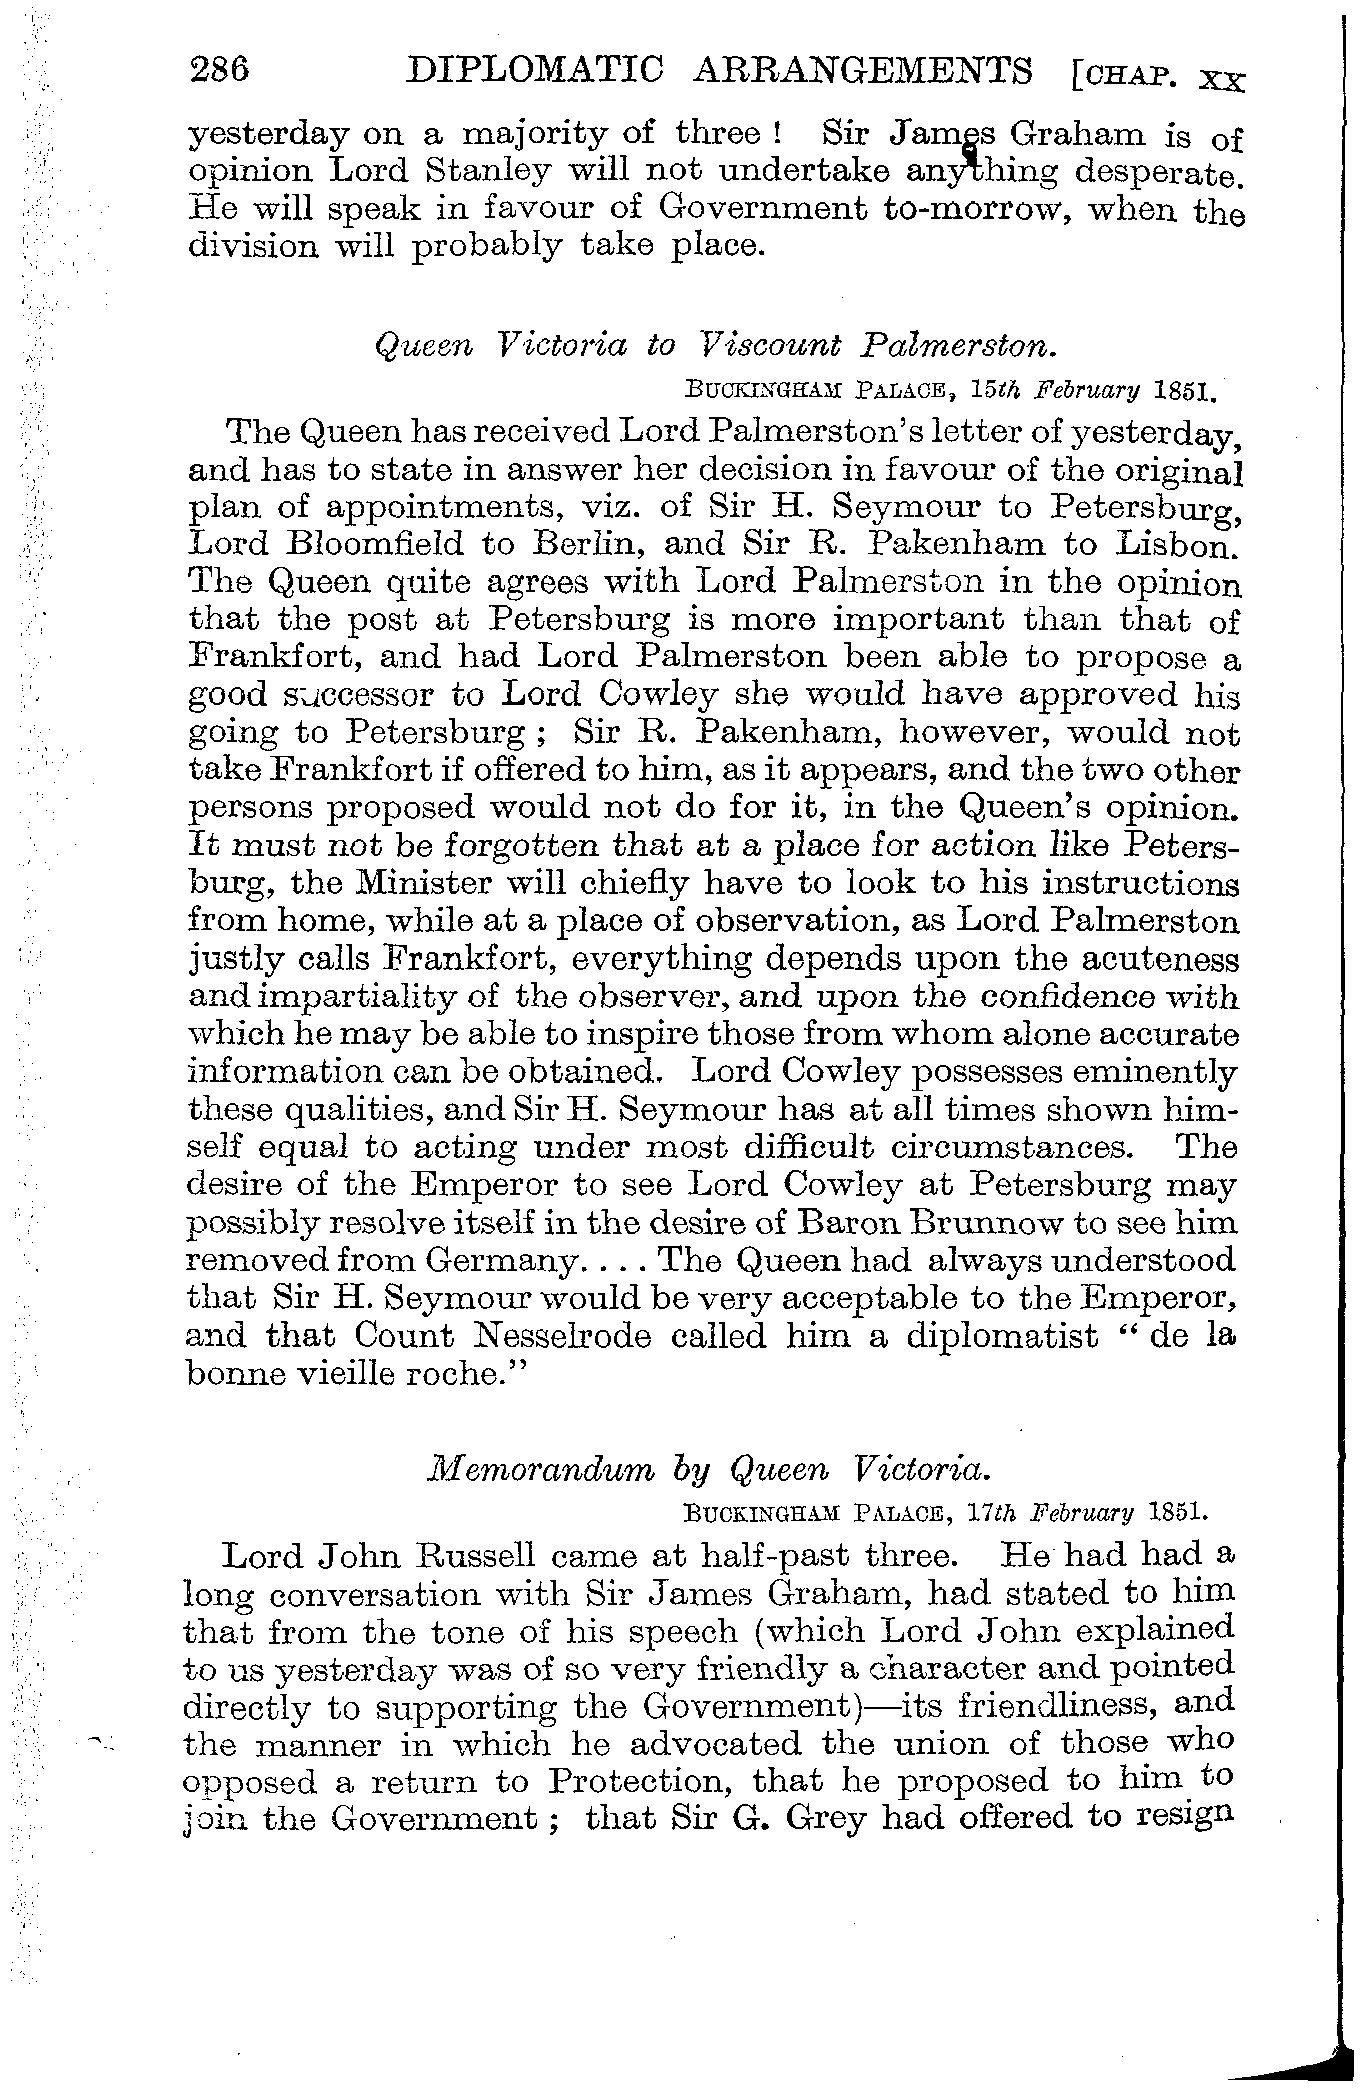 286 DIPLOMATIC ARRANGEMENTS [CHAP. XX
yesterday on a majority of three ! Sir James Graham is of
opinion Lord Stanley will not undertake anything desperate.
He will speak in favour of Government to-morrow, when the
division will probably take place.
Queen Victoria to Viscount Palmerston.
BUCKINGHAM PALACE, 15th February 1851.
The Queen has received Lord Palmerston's letter of yesterday,
and has to state in answer her decision in favour of the original
plan of appointments, viz. of Sir H. Seymour to Petersburg,
Lord Bloomfield to Berlin, and Sir R. Pakenham to Lisbon.
The Queen quite agrees with Lord Palmerston in the opinion
that the post at Petersburg is more important than that of
Frankfort, and had Lord Palmerston been able to propose a
good successor to Lord Cowley she would have approved his
going to Petersburg ; Sir R. Pakenham, however, would not
take Frankfort if offered to him, as it appears, and the two other
persons proposed would not do for it, in the Queen's opinion.
It must not be forgotten that at a place for action like Peters-
burg, the Minister will chiefly have to look to his instructions
from home, while at a place of observation, as Lord Palmerston
justly calls Frankfort, everything depends upon the acuteness
and impartiality of the observer, and upon the confidence with
which he may be able to inspire those from whom alone accurate
information can be obtained. Lord Cowley possesses eminently
these qualities, and Sir H. Seymour has at all times shown him-
self equal to acting under most difficult circumstances. The
desire of the Emperor to see Lord Cowley at Petersburg may
possibly resolve itself in the desire of Baron Brunnow to see him
removed from Germany. . . . The Queen had always understood
that Sir H. Seymour would be very acceptable to the Emperor,
and that Count Nesselrode called him a diplomatist “ de la
bonne vieille roche.”
Memorandum by Queen Victoria.
BUCKINGHAM PALACE, 17th February 1851.
Lord John Russell came at half-past three. He had had a
long conversation with Sir James Graham, had stated to him
that from the tone of his speech (which Lord John explained
to us yesterday was of so very friendly a character and pointed
directly to supporting the Government)—its friendliness, and
the manner in which he advocated the union of those who
opposed a return to Protection, that he proposed to him to
join the Government ; that Sir G. Grey had offered to resign